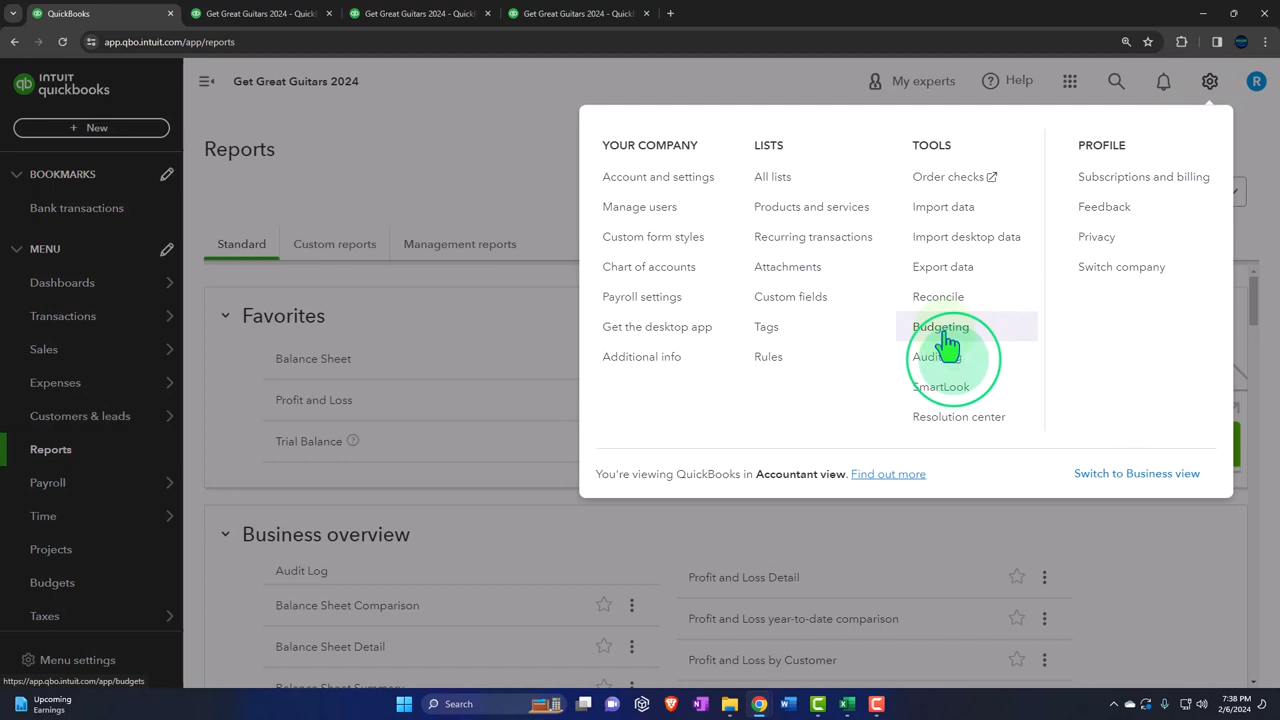 QuickBooks
Get Great Guitars 2024 - QuickB
Get Great Guitars 2024 - QuickB
Get Great Guitars 2024 - QuickB
app.qbo.intuit.com/app/reports
INTUIT
quickbooks
Get Great Guitars 2024
My experts
Help
R
+ New
BOOKMARKS
Bank transactions
MENU
Dashboards
Transactions
Sales
Expenses
Customers & leads
Reports
Payroll
Time
Projects
Budgets
Taxes
Menu settings
https://app.qbo.intuit.com/app/budgets
Reports
Standard
Custom reports
Management reports
Favorites
Balance Sheet
Profit and Loss
Trial Balance
Business overview
Audit Log
Balance Sheet Comparison
Balance Sheet Detail
Balance Sheet Summary
Profit and Loss Detail
Profit and Loss year-to-date comparison
Profit and Loss by Customer
YOUR COMPANY
Account and settings
Manage users
Custom form styles
Chart of accounts
Payroll settings
Get the desktop app
Additional info
LISTS
All lists
Products and services
Recurring transactions
Attachments
Custom fields
Tags
Rules
TOOLS
Order checks
Import data
Import desktop data
Export data
Reconcile
Budgeting
SmartLook
Resolution center
PROFILE
Subscriptions and billing
Feedback
Privacy
Switch company
You're viewing QuickBooks in Accountant view. Find out more
Switch to Business view
Upcoming
Earnings
Search
7:38 PM
2/6/2024